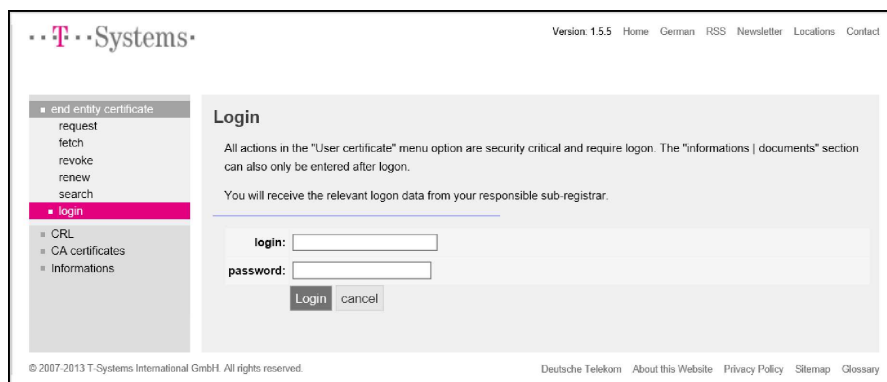 T Systems
Version: 1.5.5 Home German RSS Newsletter Locations Contact
end entity certificate
request
fetch
revoke
renew
search
login
CRL
CA certificates
Informations
Login
All actions in the "User certificate" menu option are security critical and require logon. The "informations | documents" section
can also only be entered after logon.
You will receive the relevant logon data from your responsible sub-registrar.
login:
password:
Login cancel
© 2007-2013 T-Systems International GmbH. All rights reserved.
Deutsche Telekom About this Website Privacy Policy Sitemap Glossary